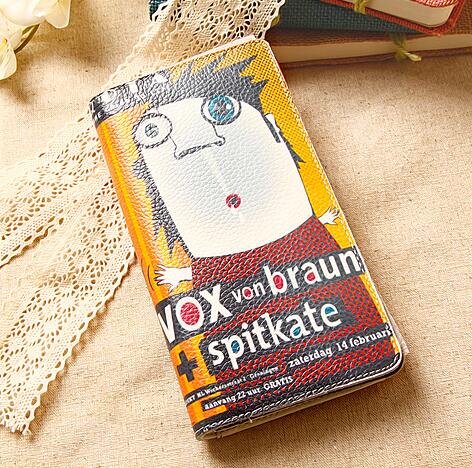 VOX von braun
+ spitkate
zaterdag 14 februari
aanvang 22 uur GRATIS